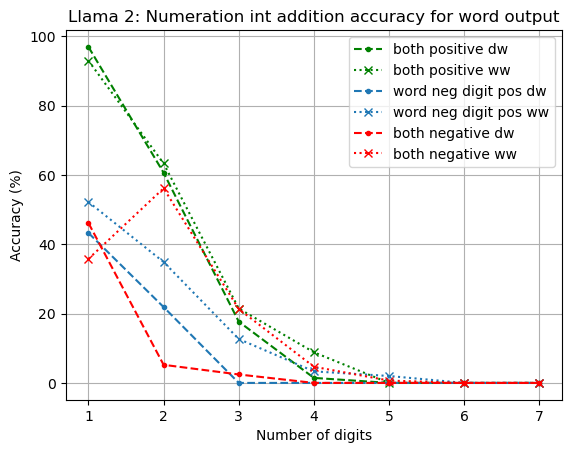 Llama 2: Numeration int addition accuracy for word output
100
80
60
40
20
0
Accuracy (%)
both positive dw
both positive ww
word neg digit pos dw
word neg digit pos ww
both negative dw
both negative ww
1 2 3 4 5 6 7
Number of digits